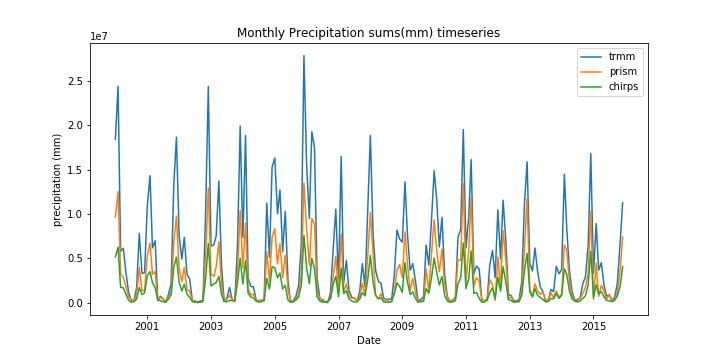 Monthly Precipitation sums(mm) timeseries
1e7
trmm
prism
chirps
2.5
2.0
1.5
1.0
0.5
0.0
precipitation (mm)
2001 2003 2005 2007 2009 2011 2013 2015
Date